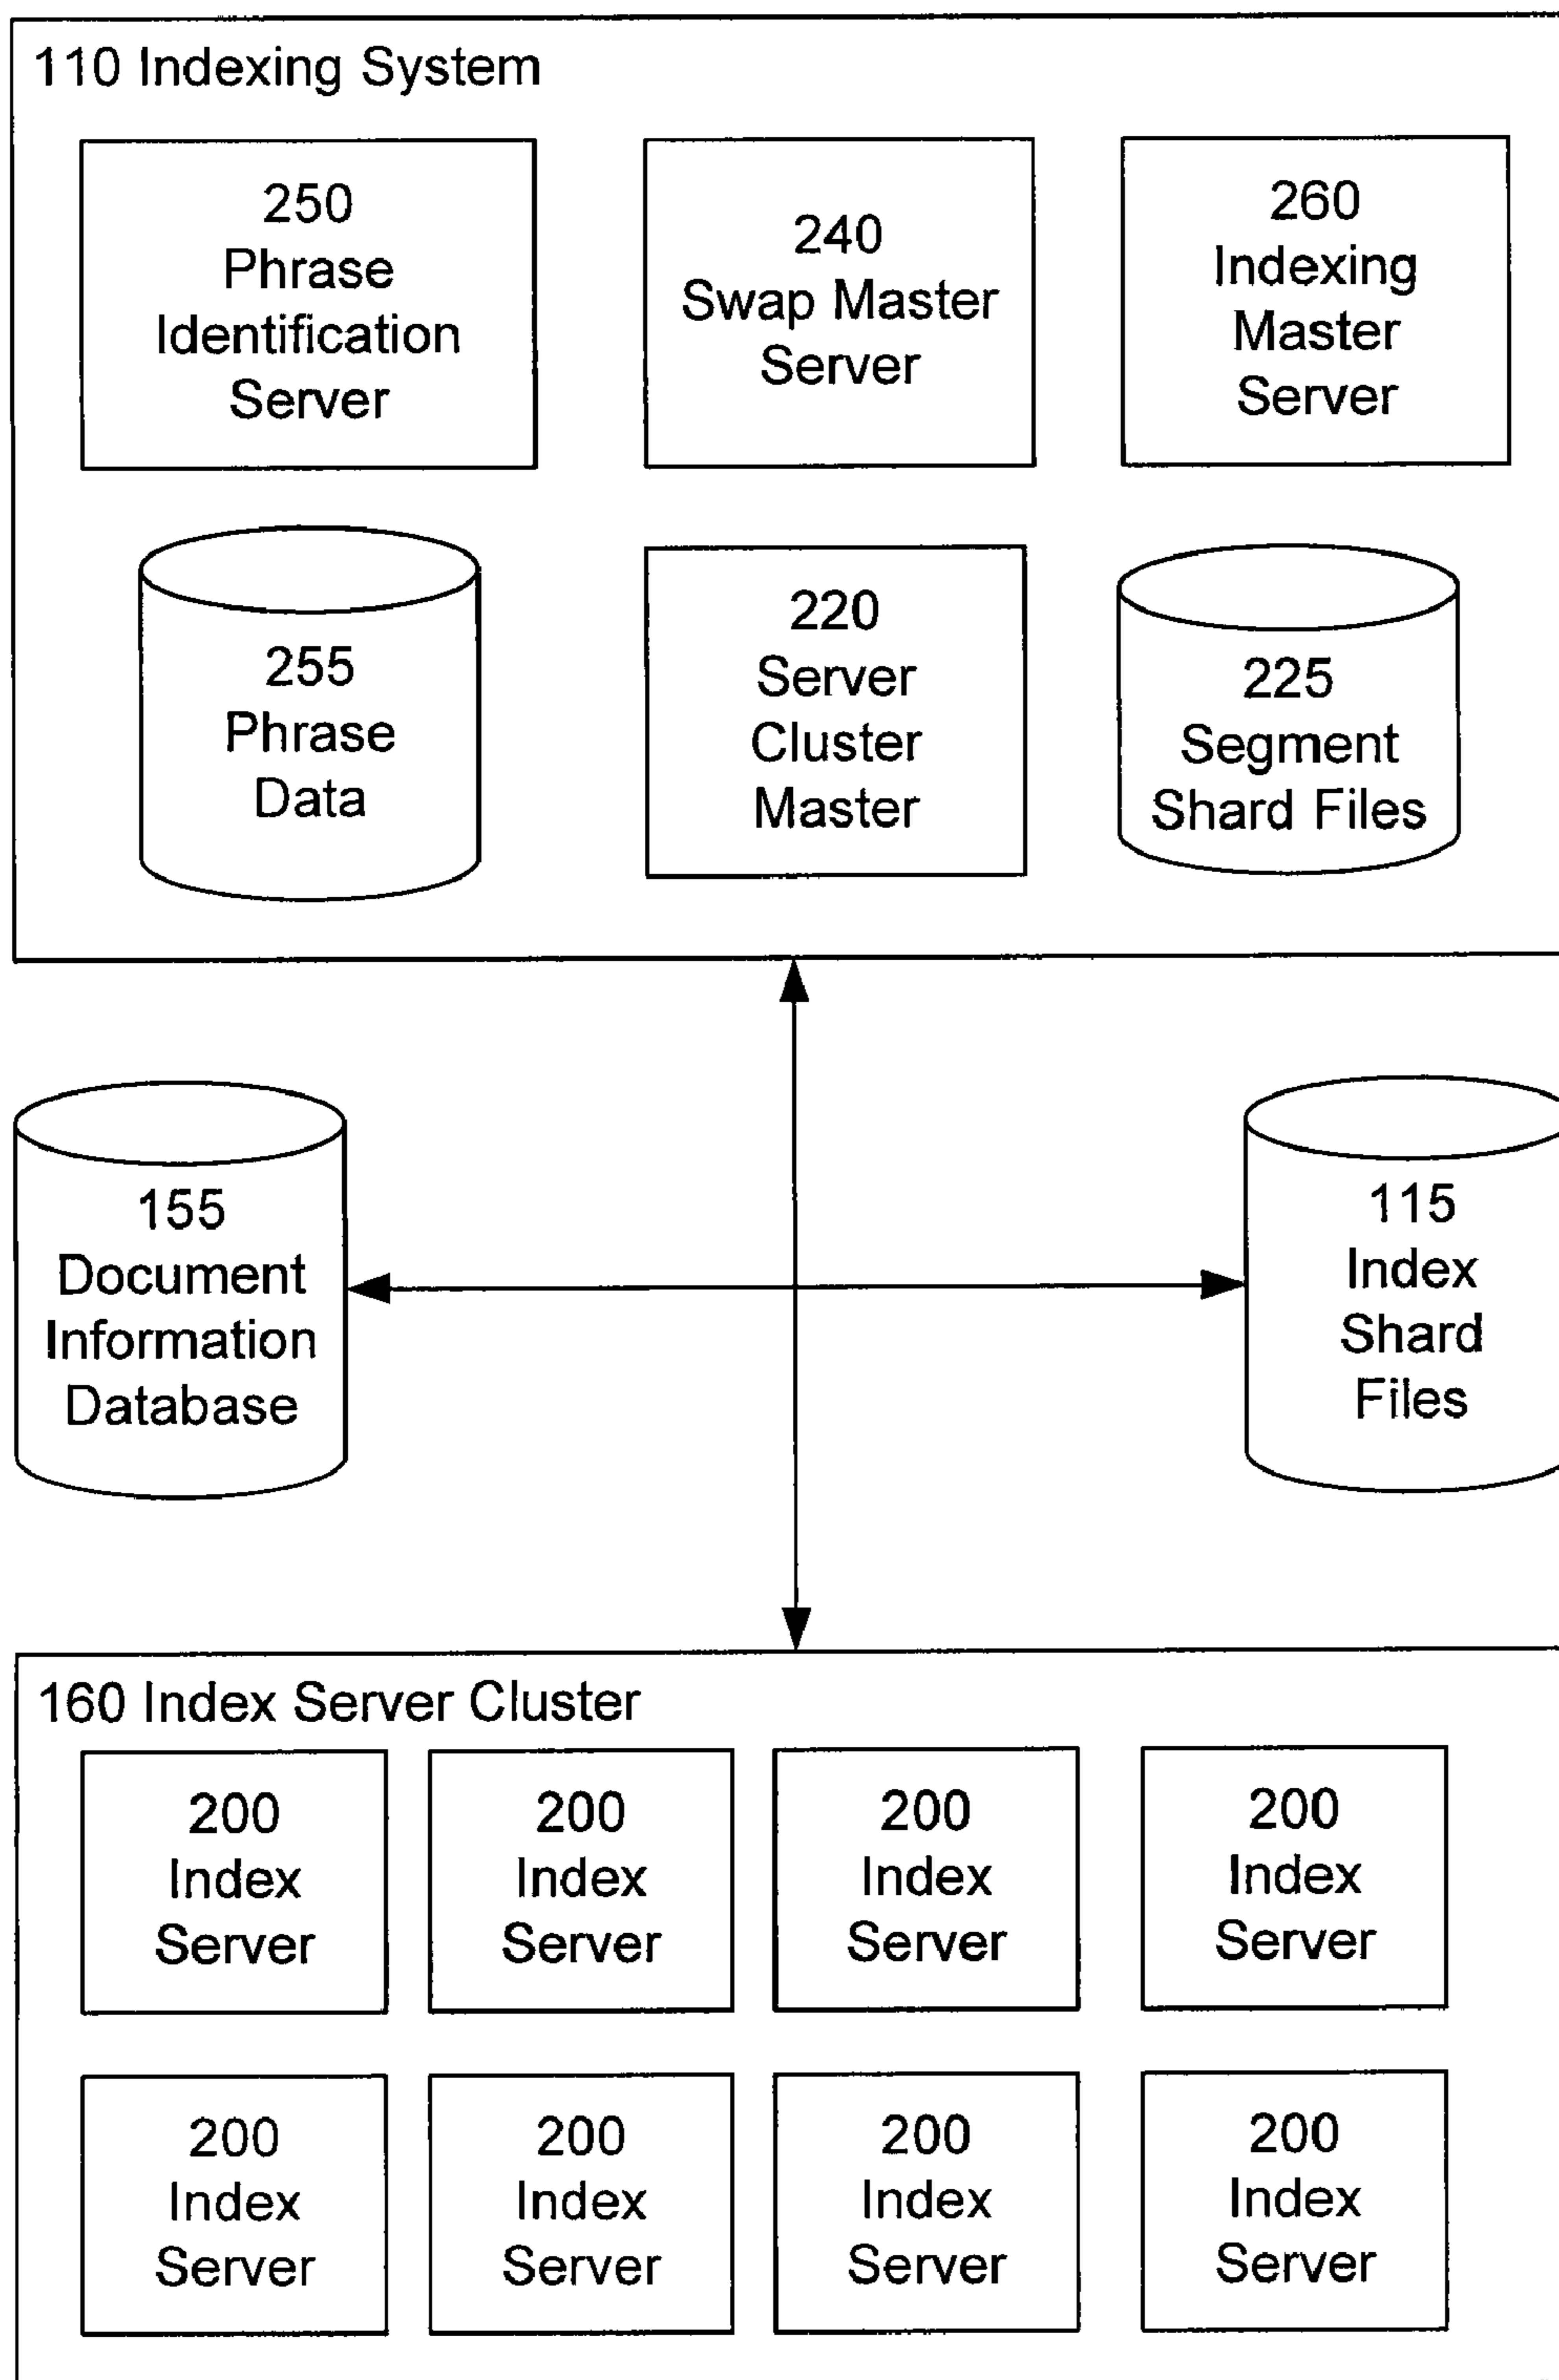 110 Indexing System
250
Phrase
Identification
Server
240
Swap Master
Server
260
Indexing
Master
Server
255
Phrase
Data
220
Server
Cluster
Master
225
Segment
Shard Files
155
Document
Information
Database
115
Index
Shard
Files
160 Index Server Cluster
200
Index
Server
200
Index
Server
200
Index
Server
200
Index
Server
200
Index
Server
200
Index
Server
200
Index
Server
200
Index
Server